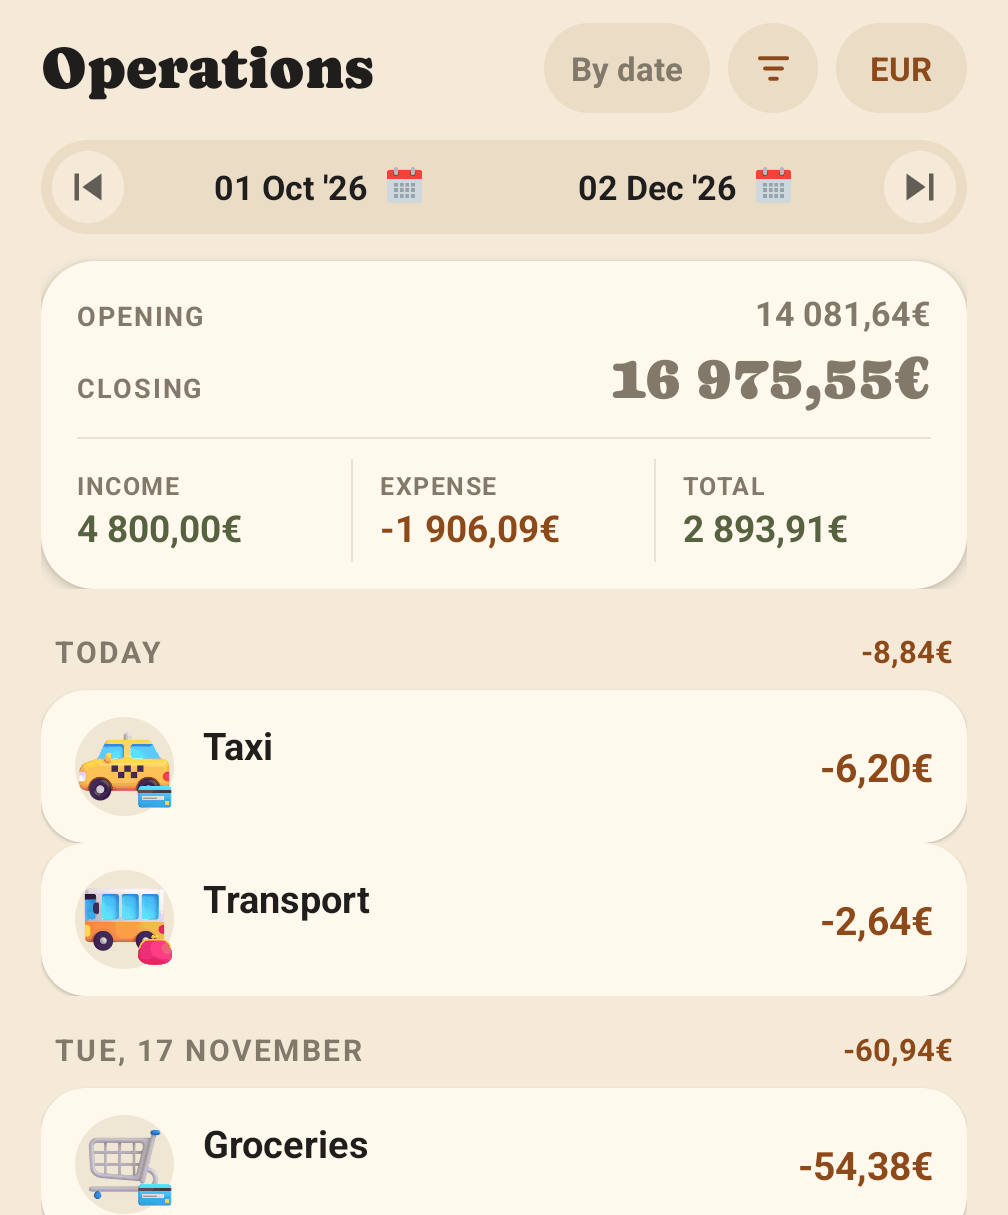 Operations By date EUR
01 Oct '26 02 Dec '26
OPENING 14 081,64€
CLOSING 16 975,55€
INCOME EXPENSE TOTAL
4 800,00€ -1 906,09€ 2 893,91€
TODAY -8,84€
Taxi -6,20€
Transport -2,64€
TUE, 17 NOVEMBER -60,94€
Groceries -54,38€